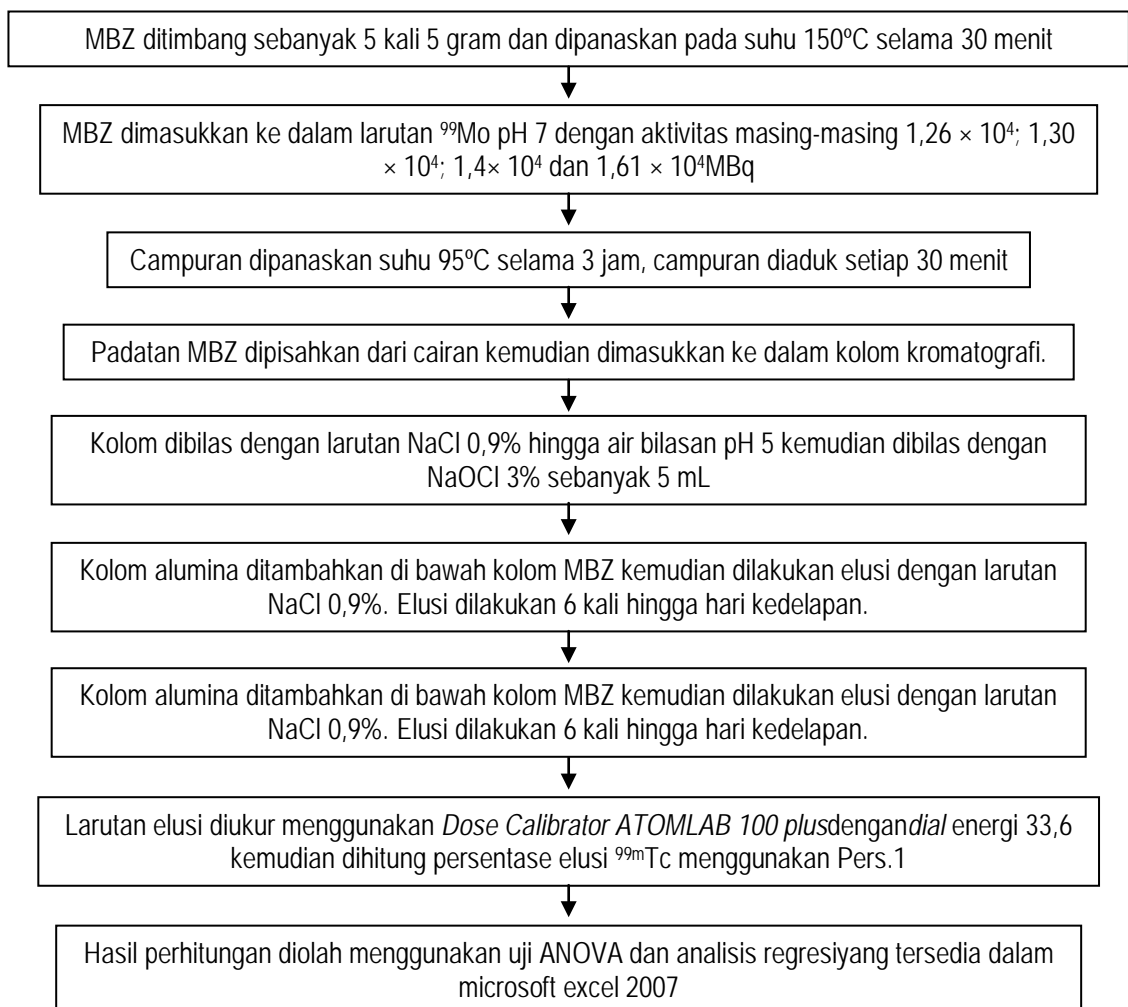 MBZ ditimbang sebanyak 5 kali 5 gram dan dipanaskan pada suhu 150ºC selama 30 menit
MBZ dimasukkan ke dalam larutan ⁹⁹Mo pH 7 dengan aktivitas masing-masing 1,26 × 10⁴; 1,30
× 10⁴; 1,4× 10⁴ dan 1,61 × 10⁴MBq
Campuran dipanaskan suhu 95ºC selama 3 jam, campuran diaduk setiap 30 menit
Padatan MBZ dipisahkan dari cairan kemudian dimasukkan ke dalam kolom kromatografi.
Kolom dibilas dengan larutan NaCl 0,9% hingga air bilasan pH 5 kemudian dibilas dengan
NaOCl 3% sebanyak 5 mL
Kolom alumina ditambahkan di bawah kolom MBZ kemudian dilakukan elusi dengan larutan
NaCl 0,9%. Elusi dilakukan 6 kali hingga hari kedelapan.
Kolom alumina ditambahkan di bawah kolom MBZ kemudian dilakukan elusi dengan larutan
NaCl 0,9%. Elusi dilakukan 6 kali hingga hari kedelapan.
Larutan elusi diukur menggunakan Dose Calibrator ATOMLAB 100 plusdengandial energi 33,6
kemudian dihitung persentase elusi ⁹⁹ᵐTc menggunakan Pers.1
Hasil perhitungan diolah menggunakan uji ANOVA dan analisis regresiyang tersedia dalam
microsoft excel 2007